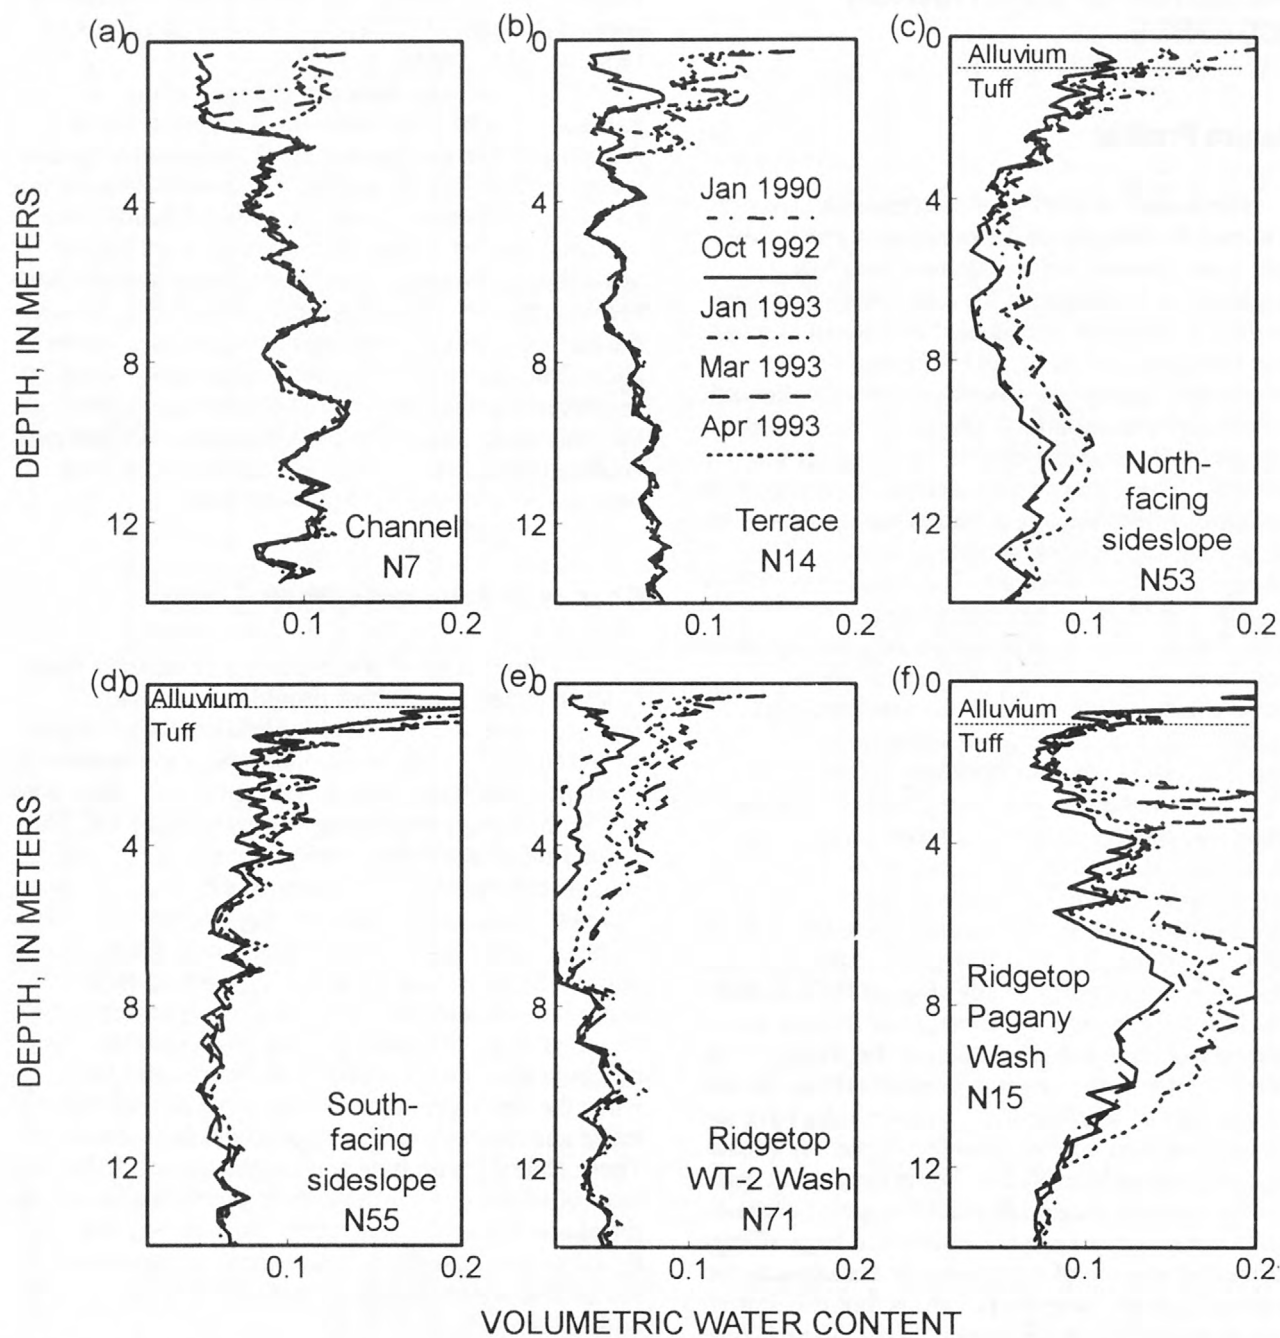 (a)
0
4
8
12
0.1
0.2
DEPTH, IN METERS
Channel
N7
(b)
0
4
8
12
0.1
0.2
Jan 1990
Oct 1992
Jan 1993
Mar 1993
Apr 1993
Terrace
N14
(c)
0
4
8
12
0.1
0.2
Alluvium
Tuff
North-
facing
sideslope
N53
(d)
0
4
8
12
0.1
0.2
DEPTH, IN METERS
Alluvium
Tuff
South-
facing
sideslope
N55
(e)
0
4
8
12
0.1
0.2
Ridgetop
WT-2 Wash
N71
(f)
0
4
8
12
0.1
0.2
Alluvium
Tuff
Ridgetop
Pagany
Wash
N15
VOLUMETRIC WATER CONTENT